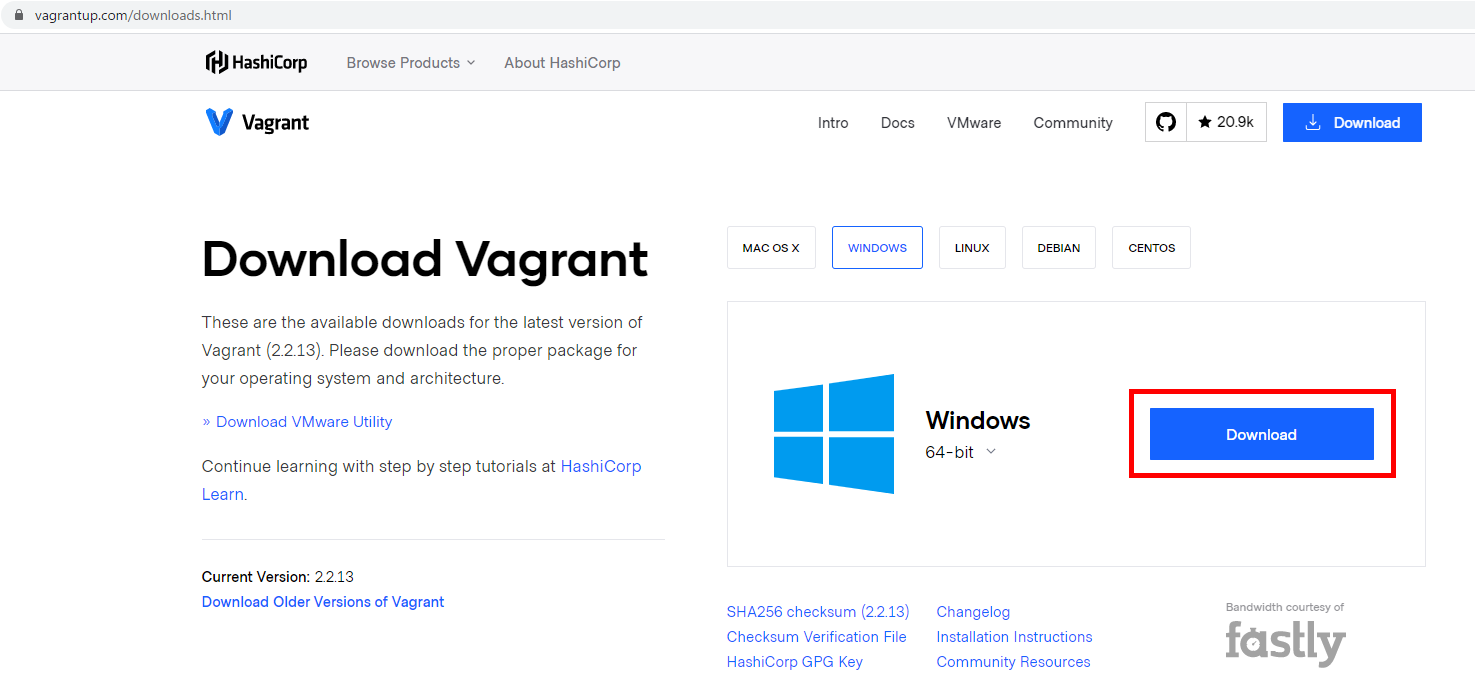 vagrantup.com/downloads.html
HashiCorp Browse Products About HashiCorp
Vagrant Intro Docs VMware Community 20.9k Download
MAC OS X WINDOWS LINUX DEBIAN CENTOS
Download Vagrant
These are the available downloads for the latest version of
Vagrant (2.2.13). Please download the proper package for
your operating system and architecture.
» Download VMware Utility
Continue learning with step by step tutorials at HashiCorp
Learn.
Current Version: 2.2.13
Download Older Versions of Vagrant
Windows
64-bit
Download
SHA256 checksum (2.2.13)
Checksum Verification File
HashiCorp GPG Key
Changelog
Installation Instructions
Community Resources
Bandwidth courtesy of
fastly